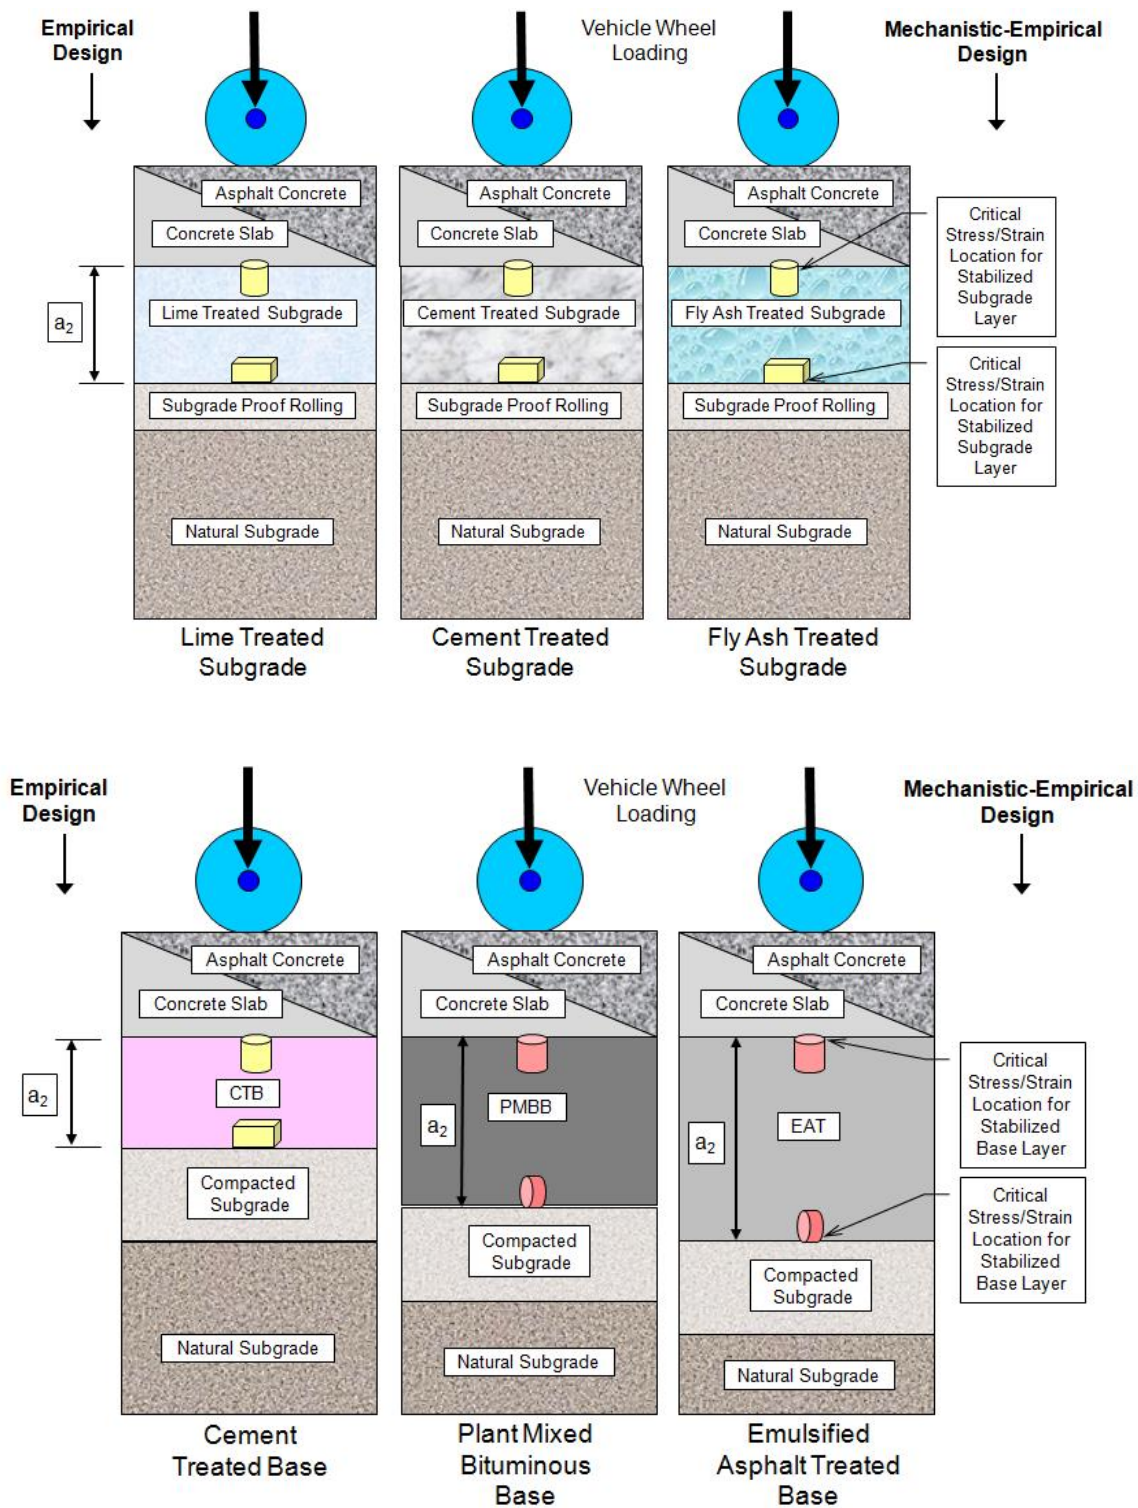 Empirical
Design
Vehicle Wheel
Loading
Mechanistic-Empirical
Design
Asphalt Concrete
Concrete Slab
Asphalt Concrete
Concrete Slab
Asphalt Concrete
Concrete Slab
Critical
Stress/Strain
Location for
Stabilized
Subgrade
Layer
a2
Lime Treated Subgrade
Cement Treated Subgrade
Fly Ash Treated Subgrade
Critical
Stress/Strain
Location for
Stabilized
Subgrade
Layer
Subgrade Proof Rolling
Subgrade Proof Rolling
Subgrade Proof Rolling
Natural Subgrade
Natural Subgrade
Natural Subgrade
Lime Treated
Subgrade
Cement Treated
Subgrade
Fly Ash Treated
Subgrade
Empirical
Design
Vehicle Wheel
Loading
Mechanistic-Empirical
Design
Asphalt Concrete
Concrete Slab
Asphalt Concrete
Concrete Slab
Asphalt Concrete
Concrete Slab
Critical
Stress/Strain
Location for
Stabilized
Base Layer
a2
CTB
a2
PMBB
a2
EAT
Critical
Stress/Strain
Location for
Stabilized
Base Layer
Compacted
Subgrade
Compacted
Subgrade
Compacted
Subgrade
Natural Subgrade
Natural Subgrade
Natural Subgrade
Cement
Treated Base
Plant Mixed
Bituminous
Base
Emulsified
Asphalt Treated
Base